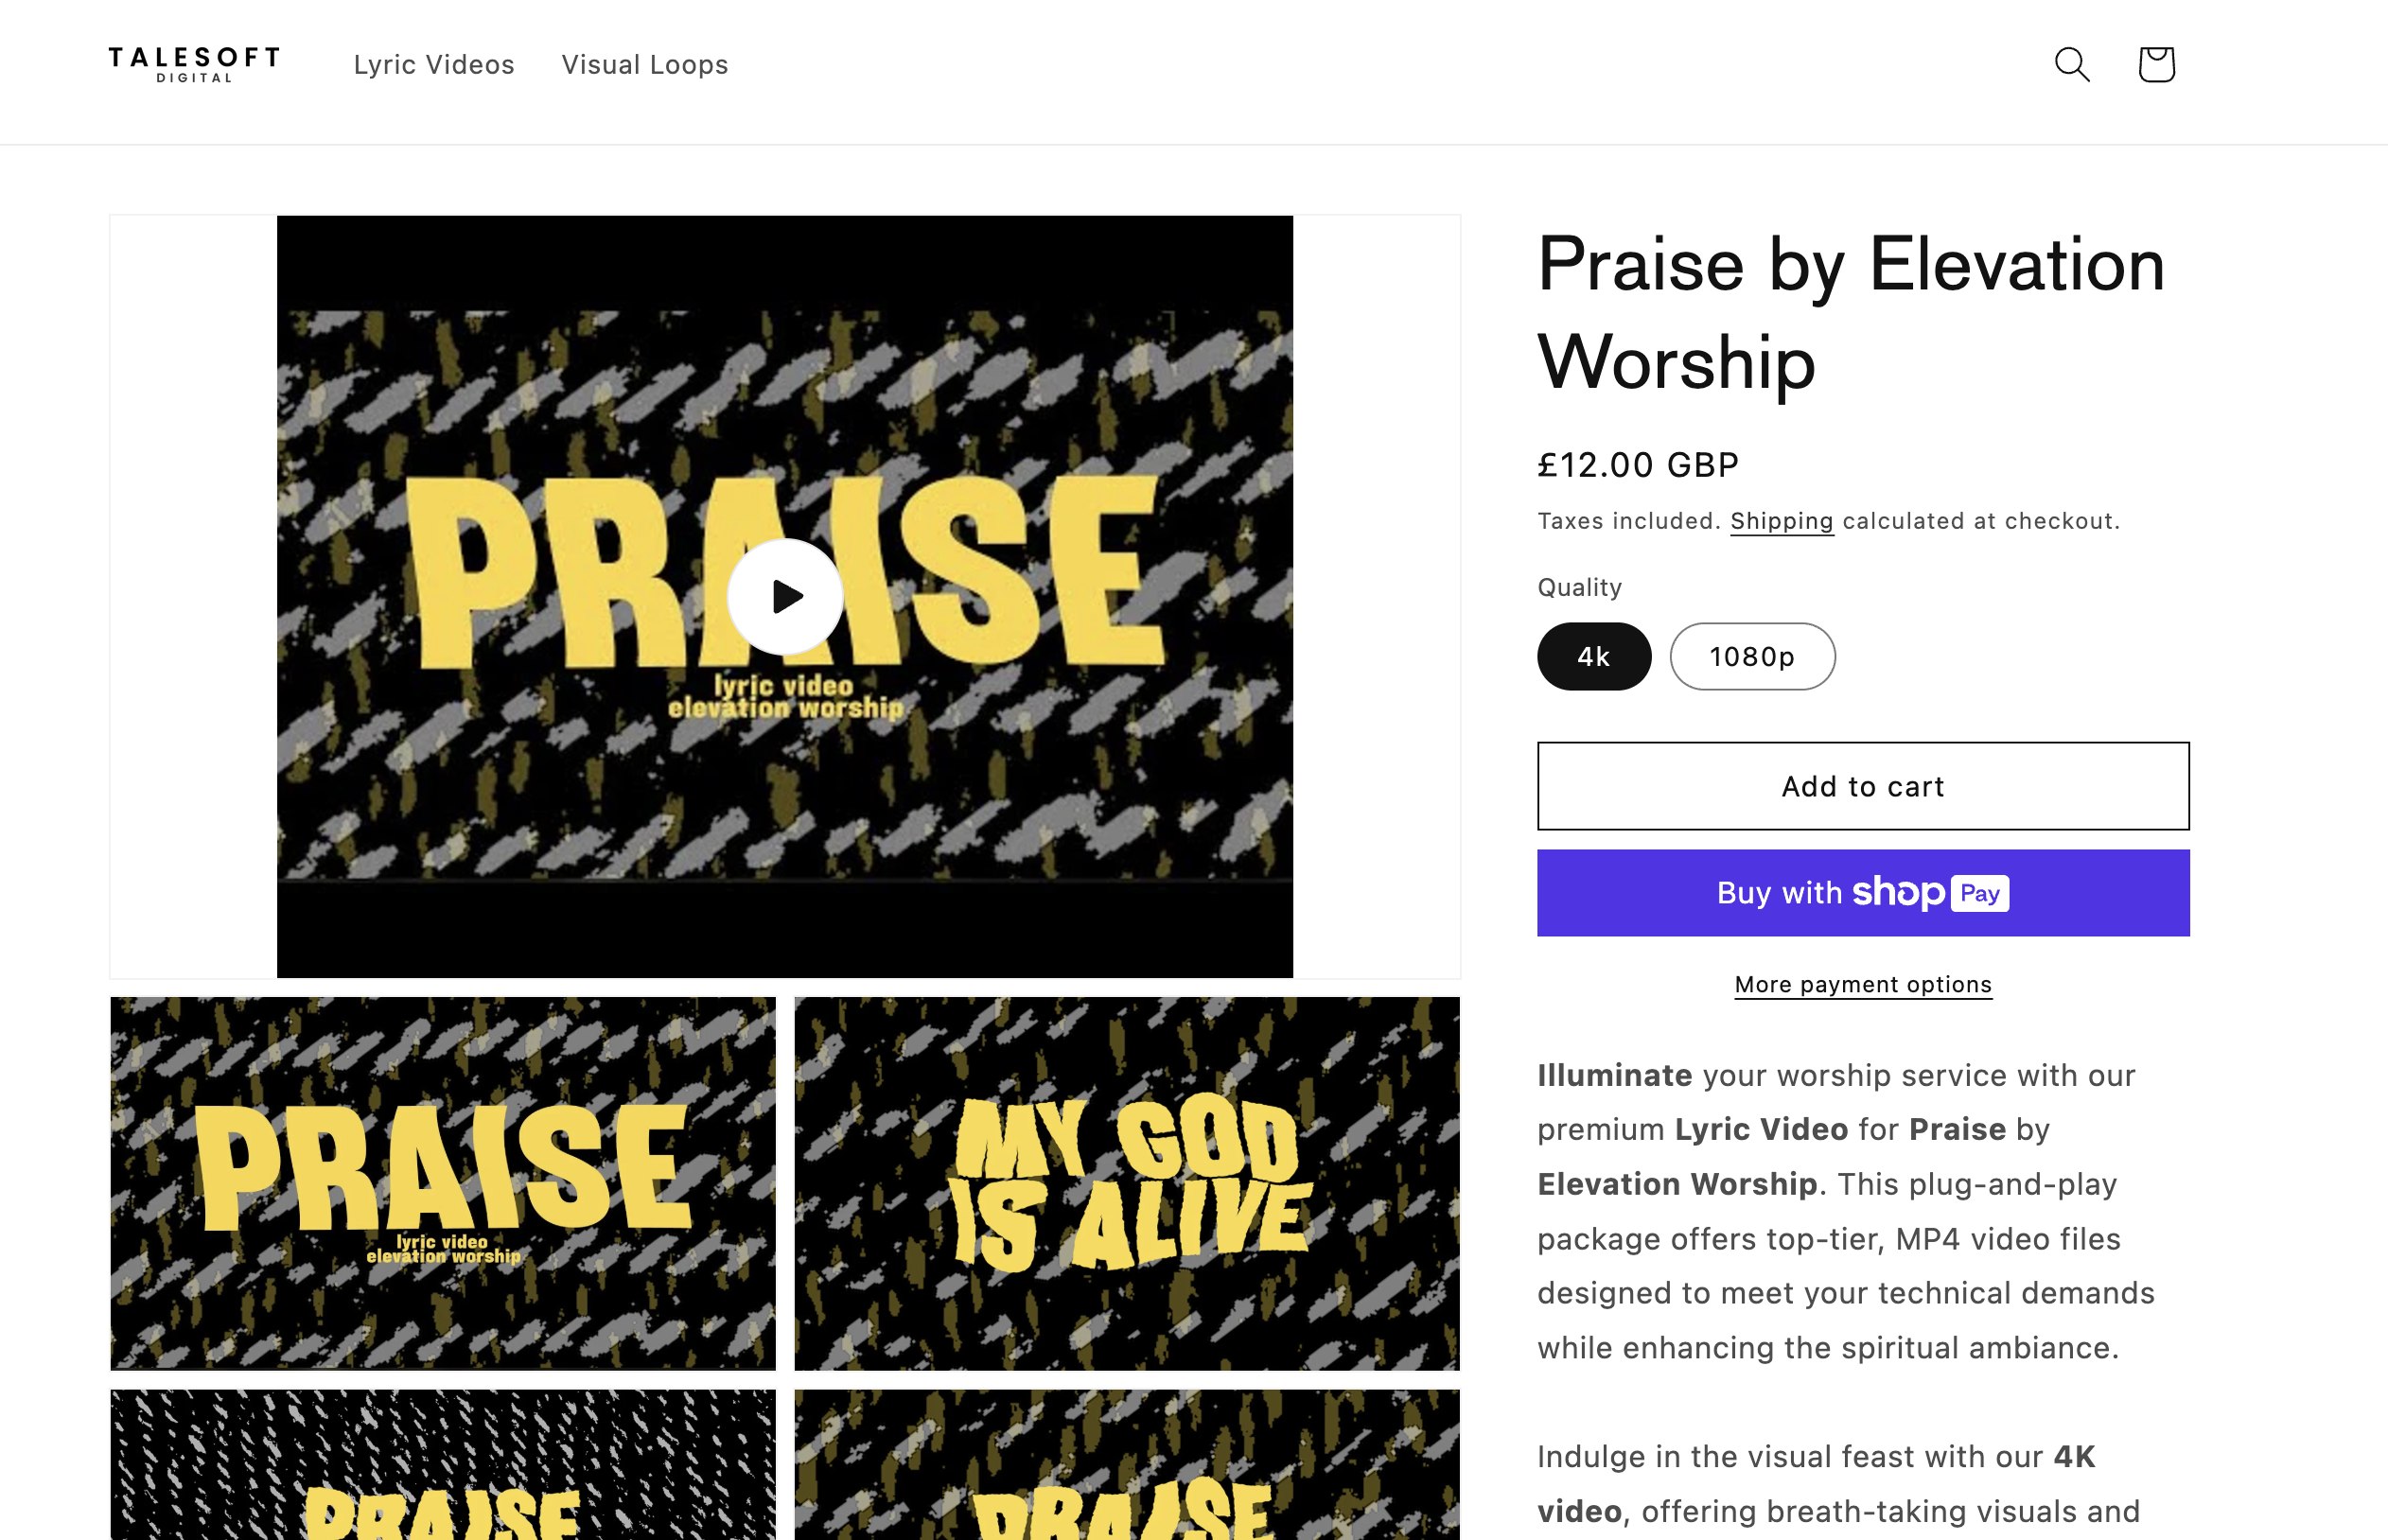 TALESOFT
DIGITAL
Lyric Videos
Visual Loops
PRAISE
lyric video
elevation worship
PRAISE
lyric video
elevation worship
MY GOD
IS ALIVE
PRAISE
PRAISE
Praise by Elevation
Worship
£12.00 GBP
Taxes included. Shipping calculated at checkout.
Quality
4k
1080p
Add to cart
Buy with shop Pay
More payment options
Illuminate your worship service with our
premium Lyric Video for Praise by
Elevation Worship. This plug-and-play
package offers top-tier, MP4 video files
designed to meet your technical demands
while enhancing the spiritual ambiance.
Indulge in the visual feast with our 4K
video, offering breath-taking visuals and